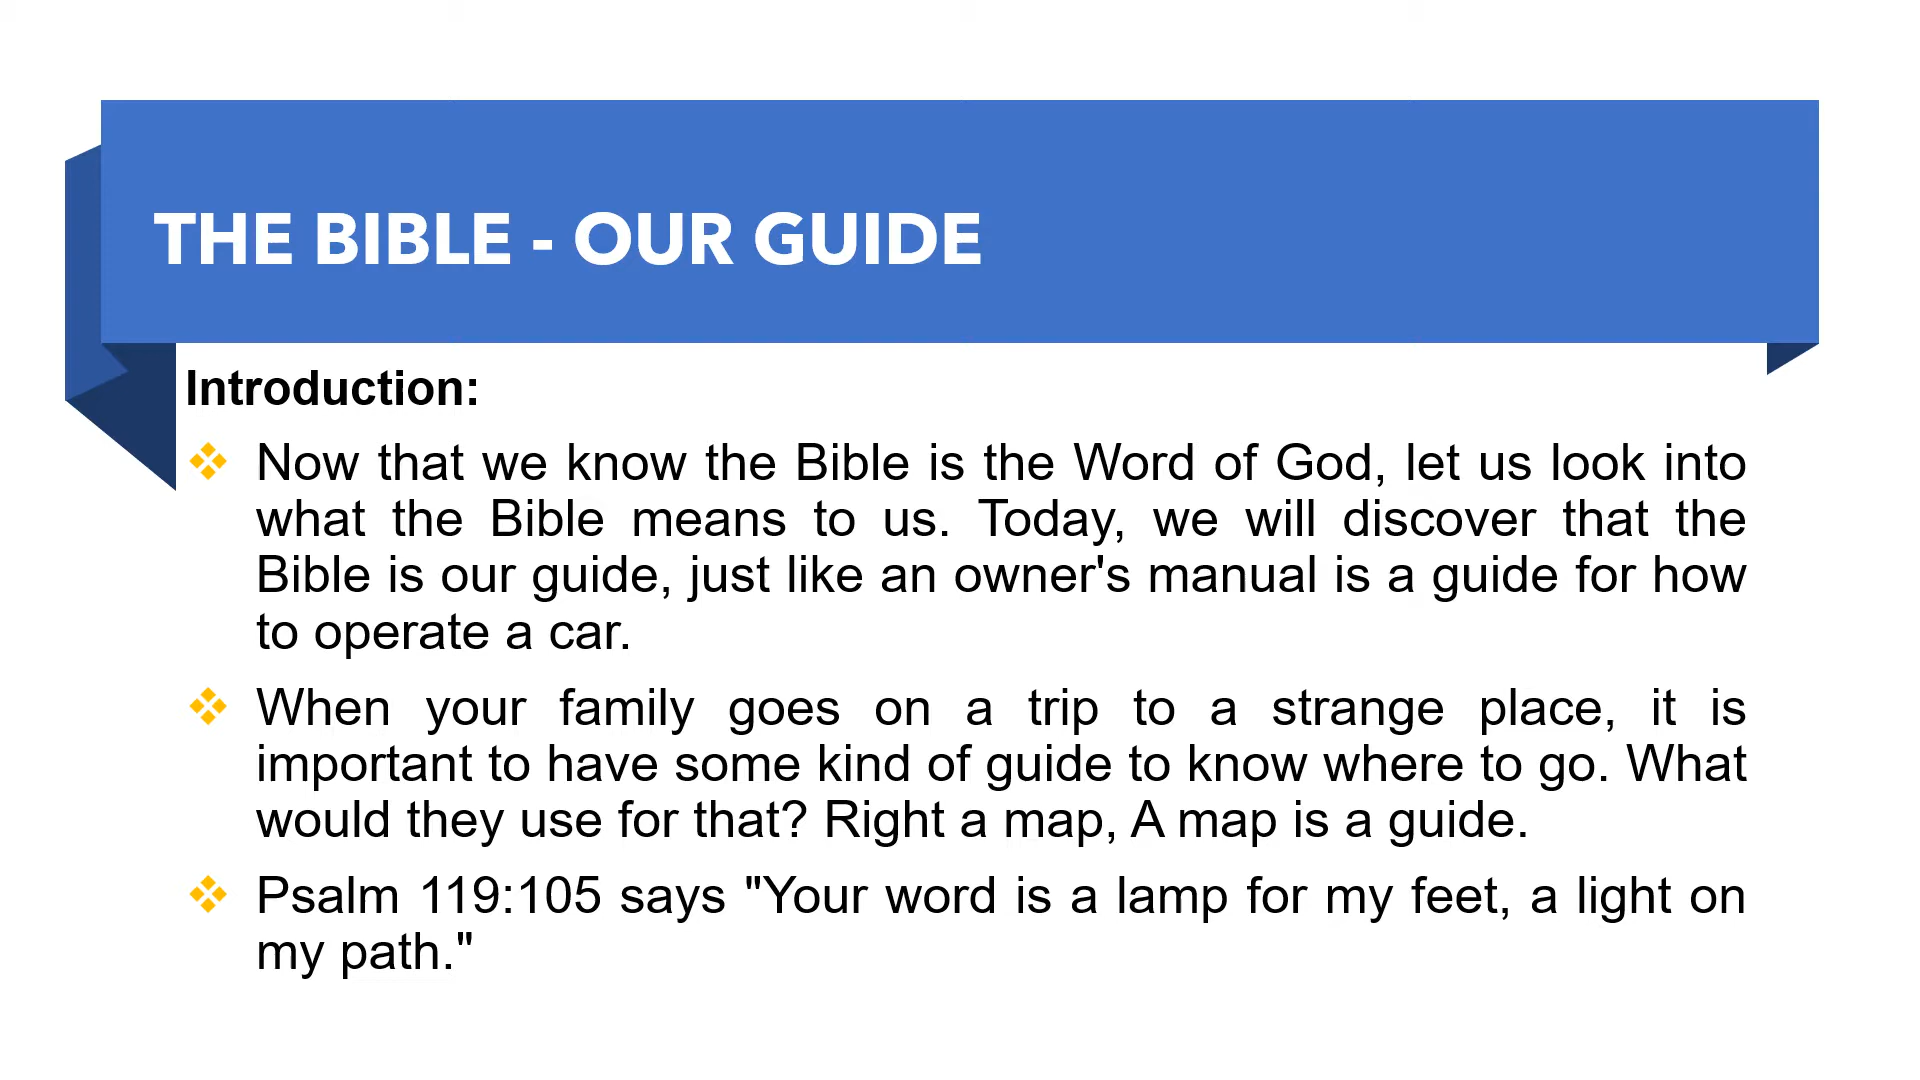 THE BIBLE - OUR GUIDE
Introduction:
Now that we know the Bible is the Word of God, let us look into
what the Bible means to us. Today, we will discover that the
Bible is our guide, just like an owner's manual is a guide for how
to operate a car.
When your family goes on a trip to a strange place, it is
important to have some kind of guide to know where to go. What
would they use for that? Right a map, A map is a guide.
Psalm 119:105 says "Your word is a lamp for my feet, a light on
my path."